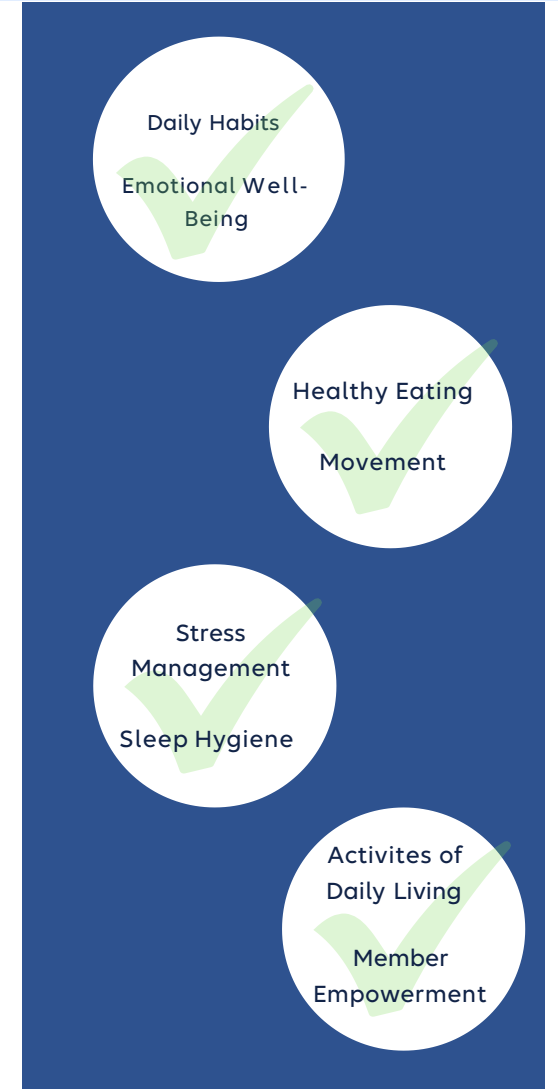 Daily Habits
Emotional Well-
Being
Healthy Eating
Movement
Stress
Management
Sleep Hygiene
Activites of
Daily Living
Member
Empowerment